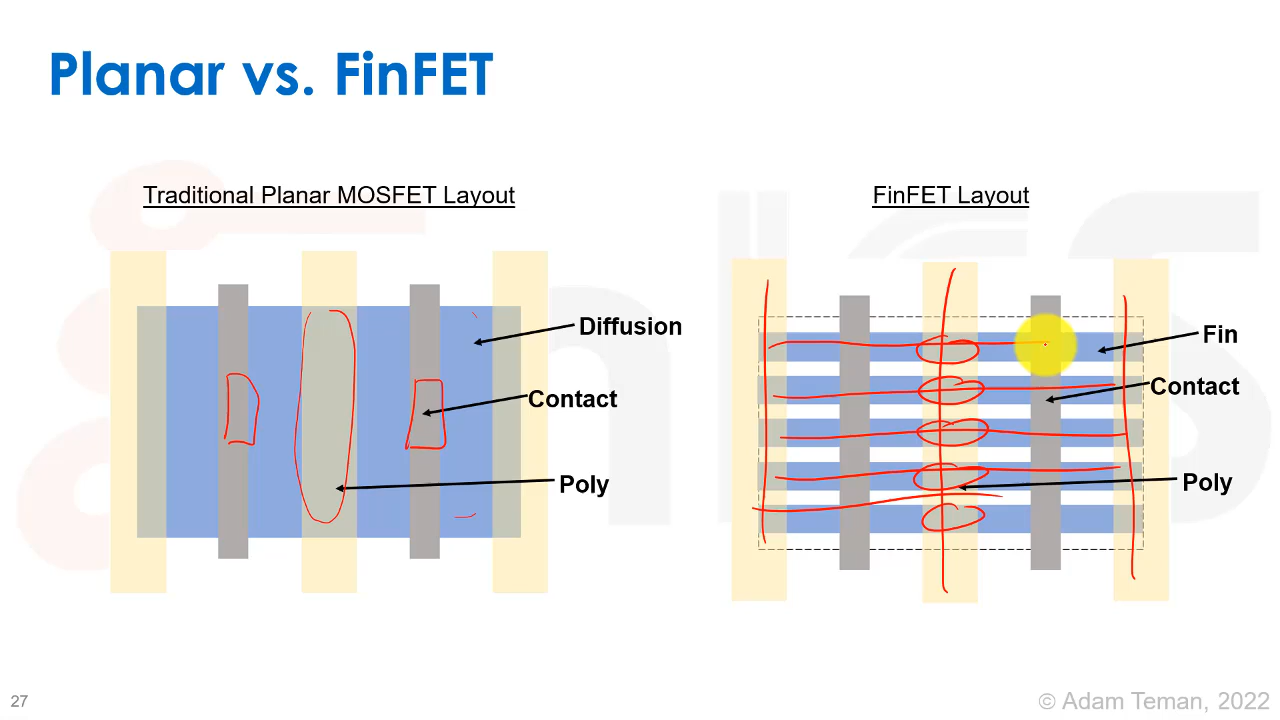 Planar vs. FinFET
Traditional Planar MOSFET Layout
Diffusion
Contact
Poly
FinFET Layout
Fin
Contact
Poly
27
© Adam Teman, 2022